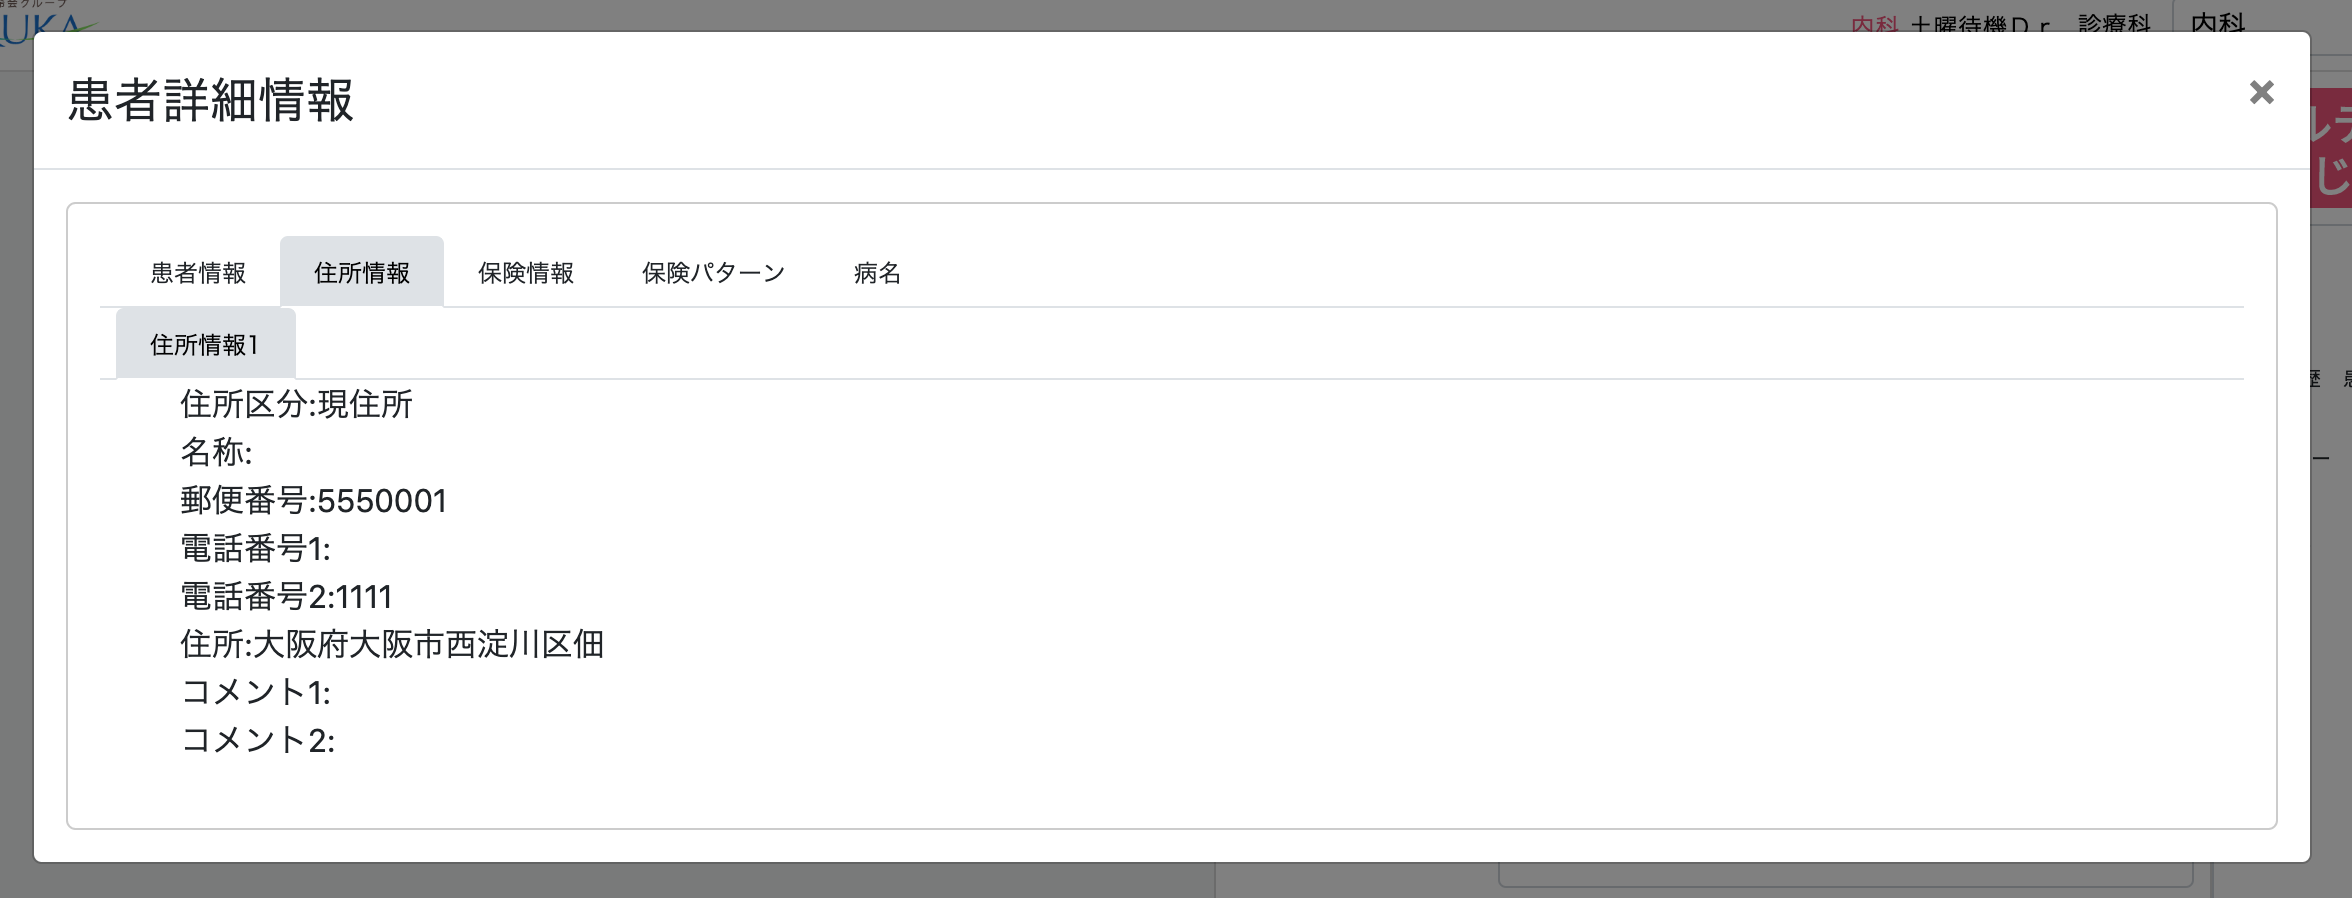 内科 土曜待機Dr 診療科 内科
患者詳細情報
患者情報 住所情報 保険情報 保険パターン 病名
住所情報1
住所区分:現住所
名称:
郵便番号:5550001
電話番号1:
電話番号2:1111
住所:大阪府大阪市西淀川区佃
コメント1:
コメント2: